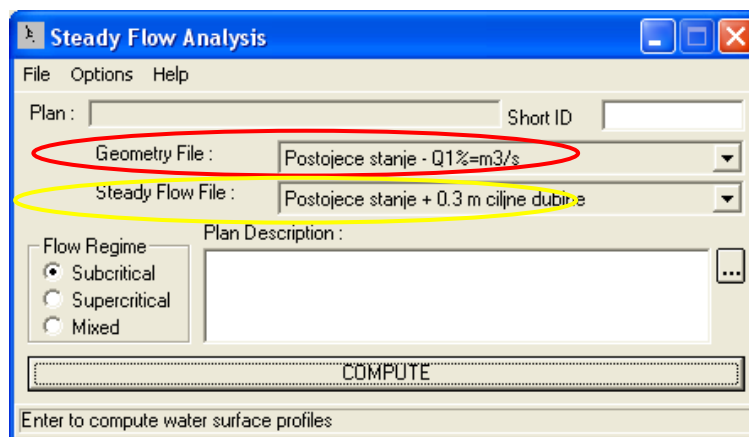 Steady Flow Analysis
File Options Help
Plan : Short ID
Geometry File : Postojece stanje - Q1%=m3/s
Steady Flow File : Postojece stanje + 0.3 m ciljne dubine
Flow Regime
Subcritical
Supercritical
Mixed
Plan Description :
...
COMPUTE
Enter to compute water surface profiles